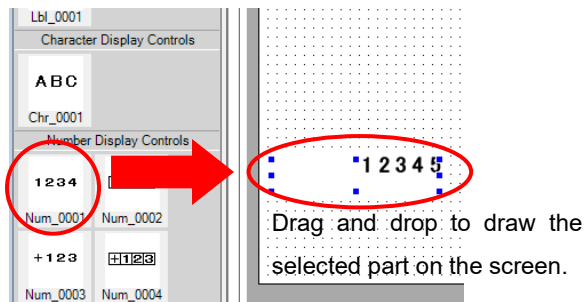 Lbl_0001
Character Display Controls
ABC
Chr_0001
Number Display Controls
1234
12345
Num_0001 Num_0002
Drag and drop to draw the
+123 +123
selected part on the screen.
Num_0003 Num_0004